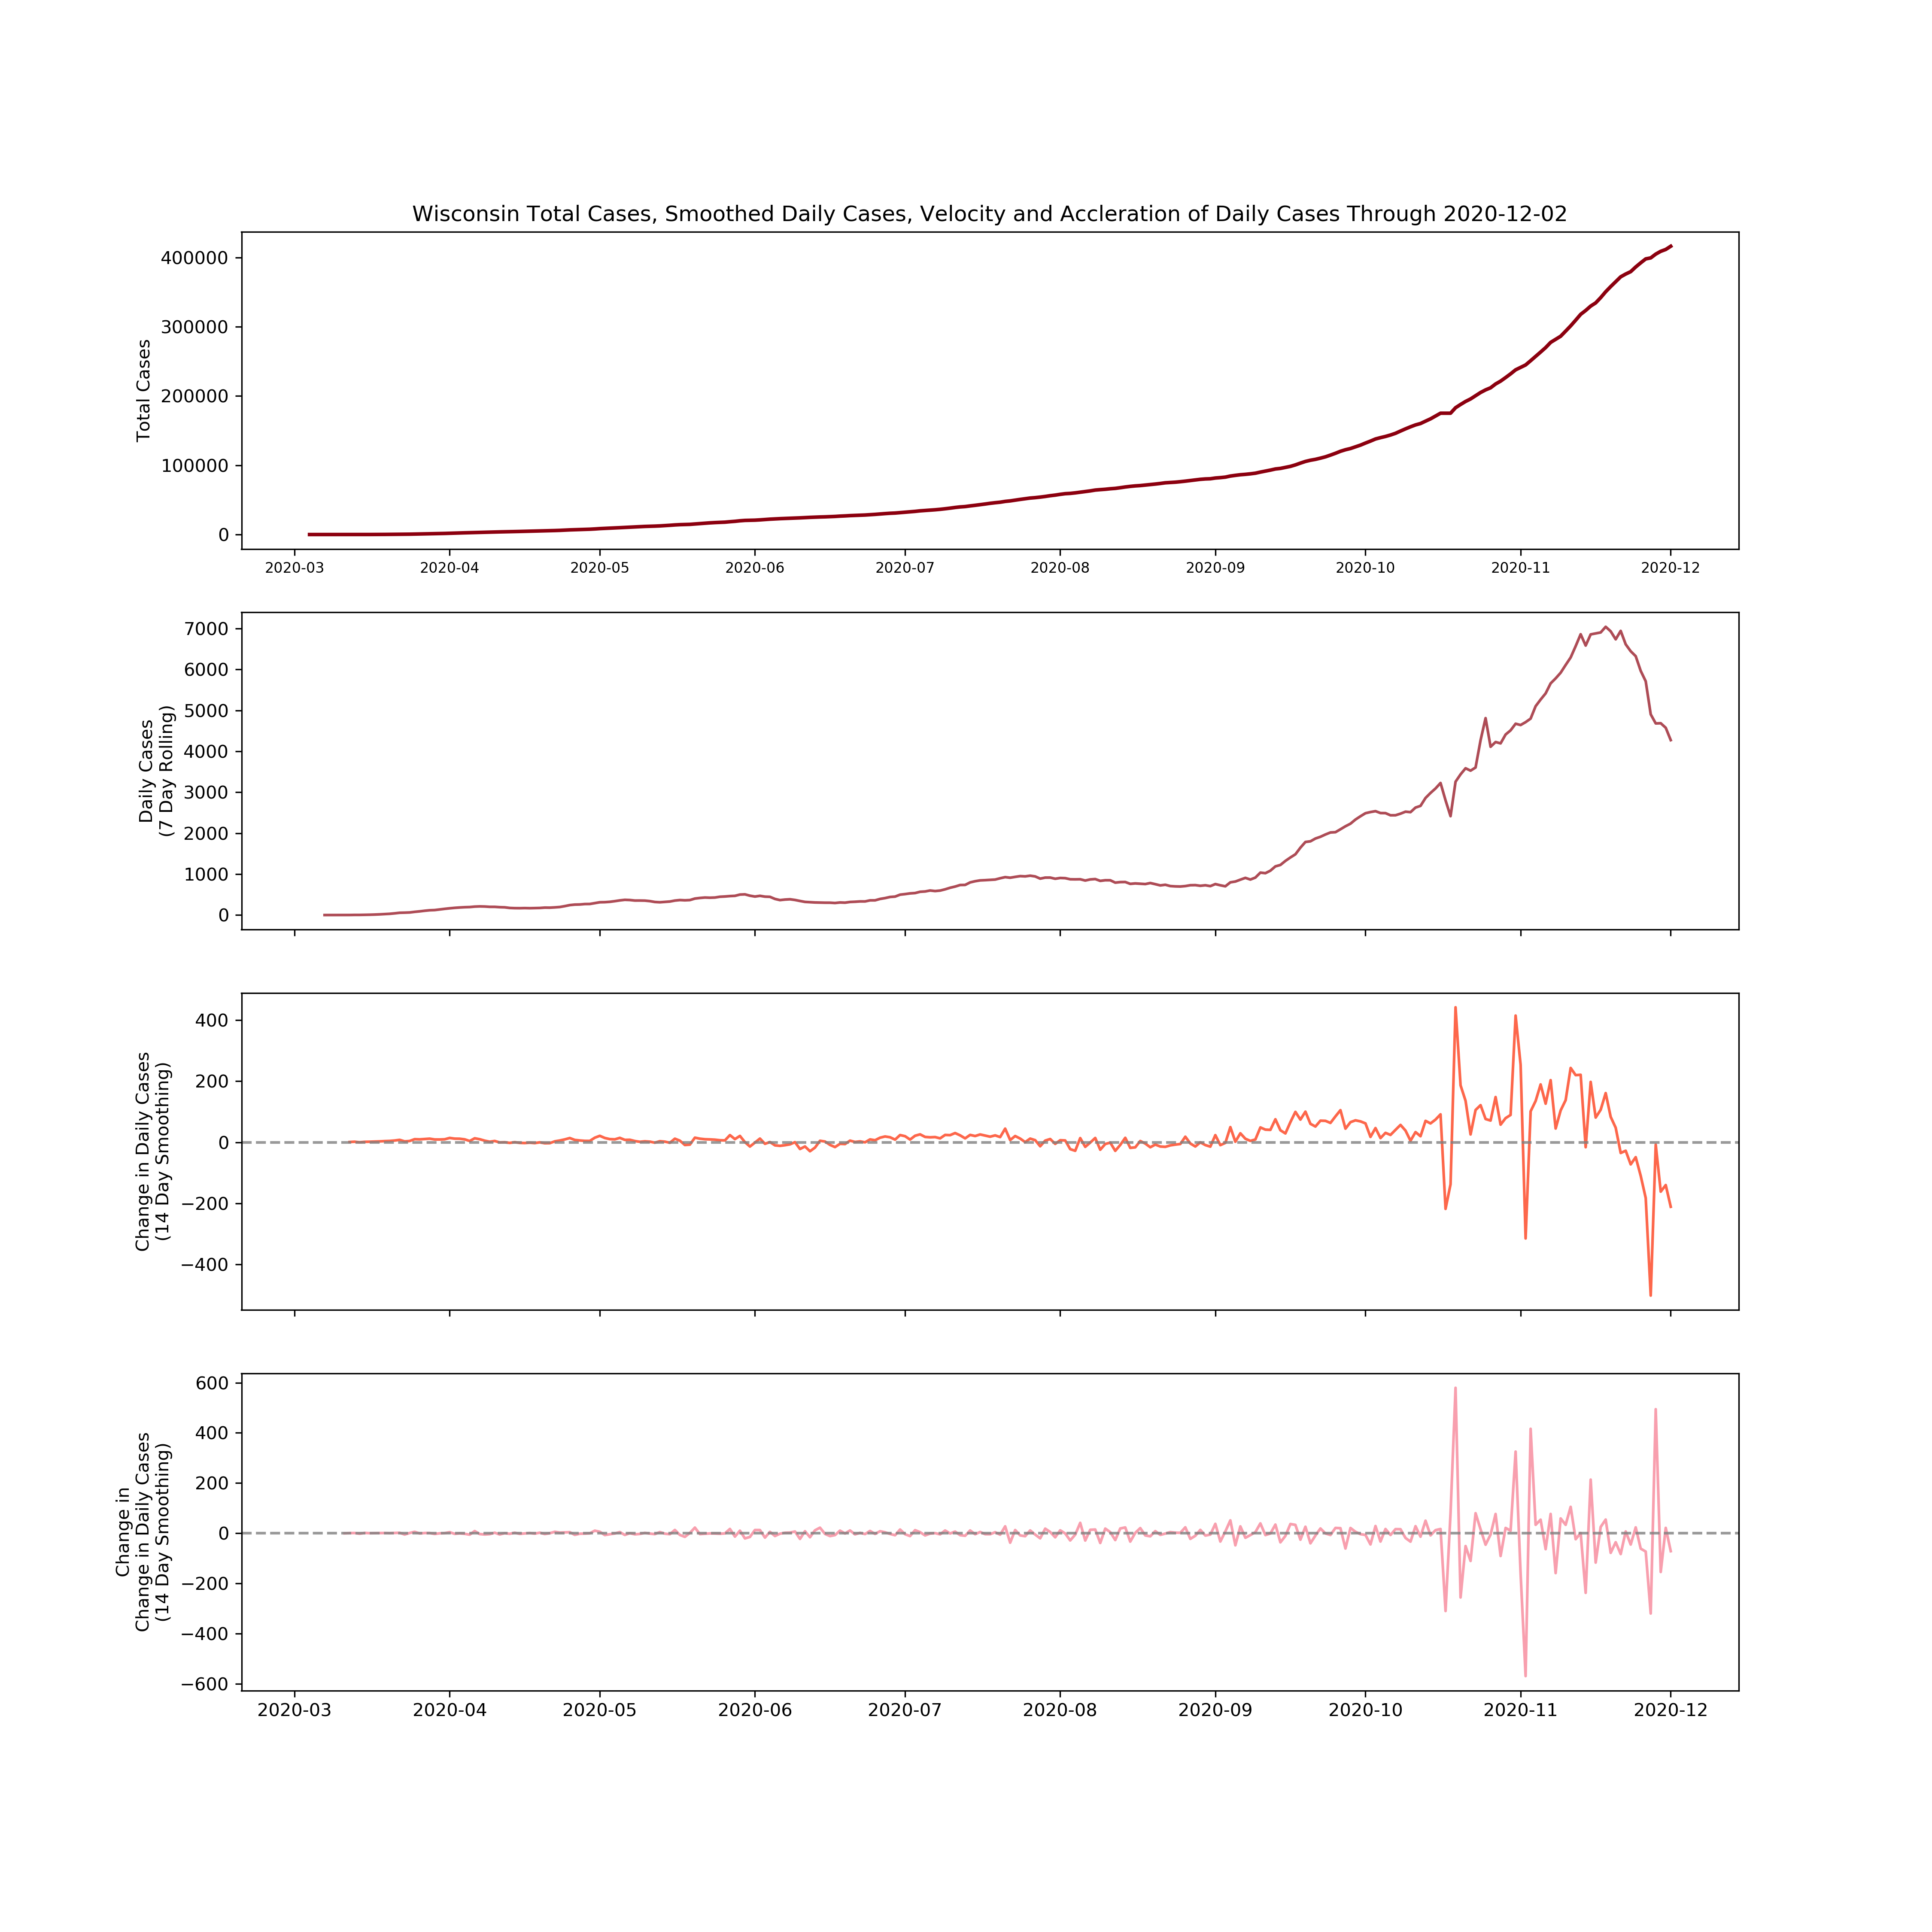 Wisconsin Total Cases, Smoothed Daily Cases, Velocity and Accleration of Daily Cases Through 2020-12-02
Total Cases
400000
300000
200000
100000
0
2020-03 2020-04 2020-05 2020-06 2020-07 2020-08 2020-09 2020-10 2020-11 2020-12
Daily Cases
(7 Day Rolling)
7000
6000
5000
4000
3000
2000
1000
0
Change in Daily Cases
(14 Day Smoothing)
400
200
0
−200
−400
Change in
Change in Daily Cases
(14 Day Smoothing)
600
400
200
0
−200
−400
−600
2020-03 2020-04 2020-05 2020-06 2020-07 2020-08 2020-09 2020-10 2020-11 2020-12